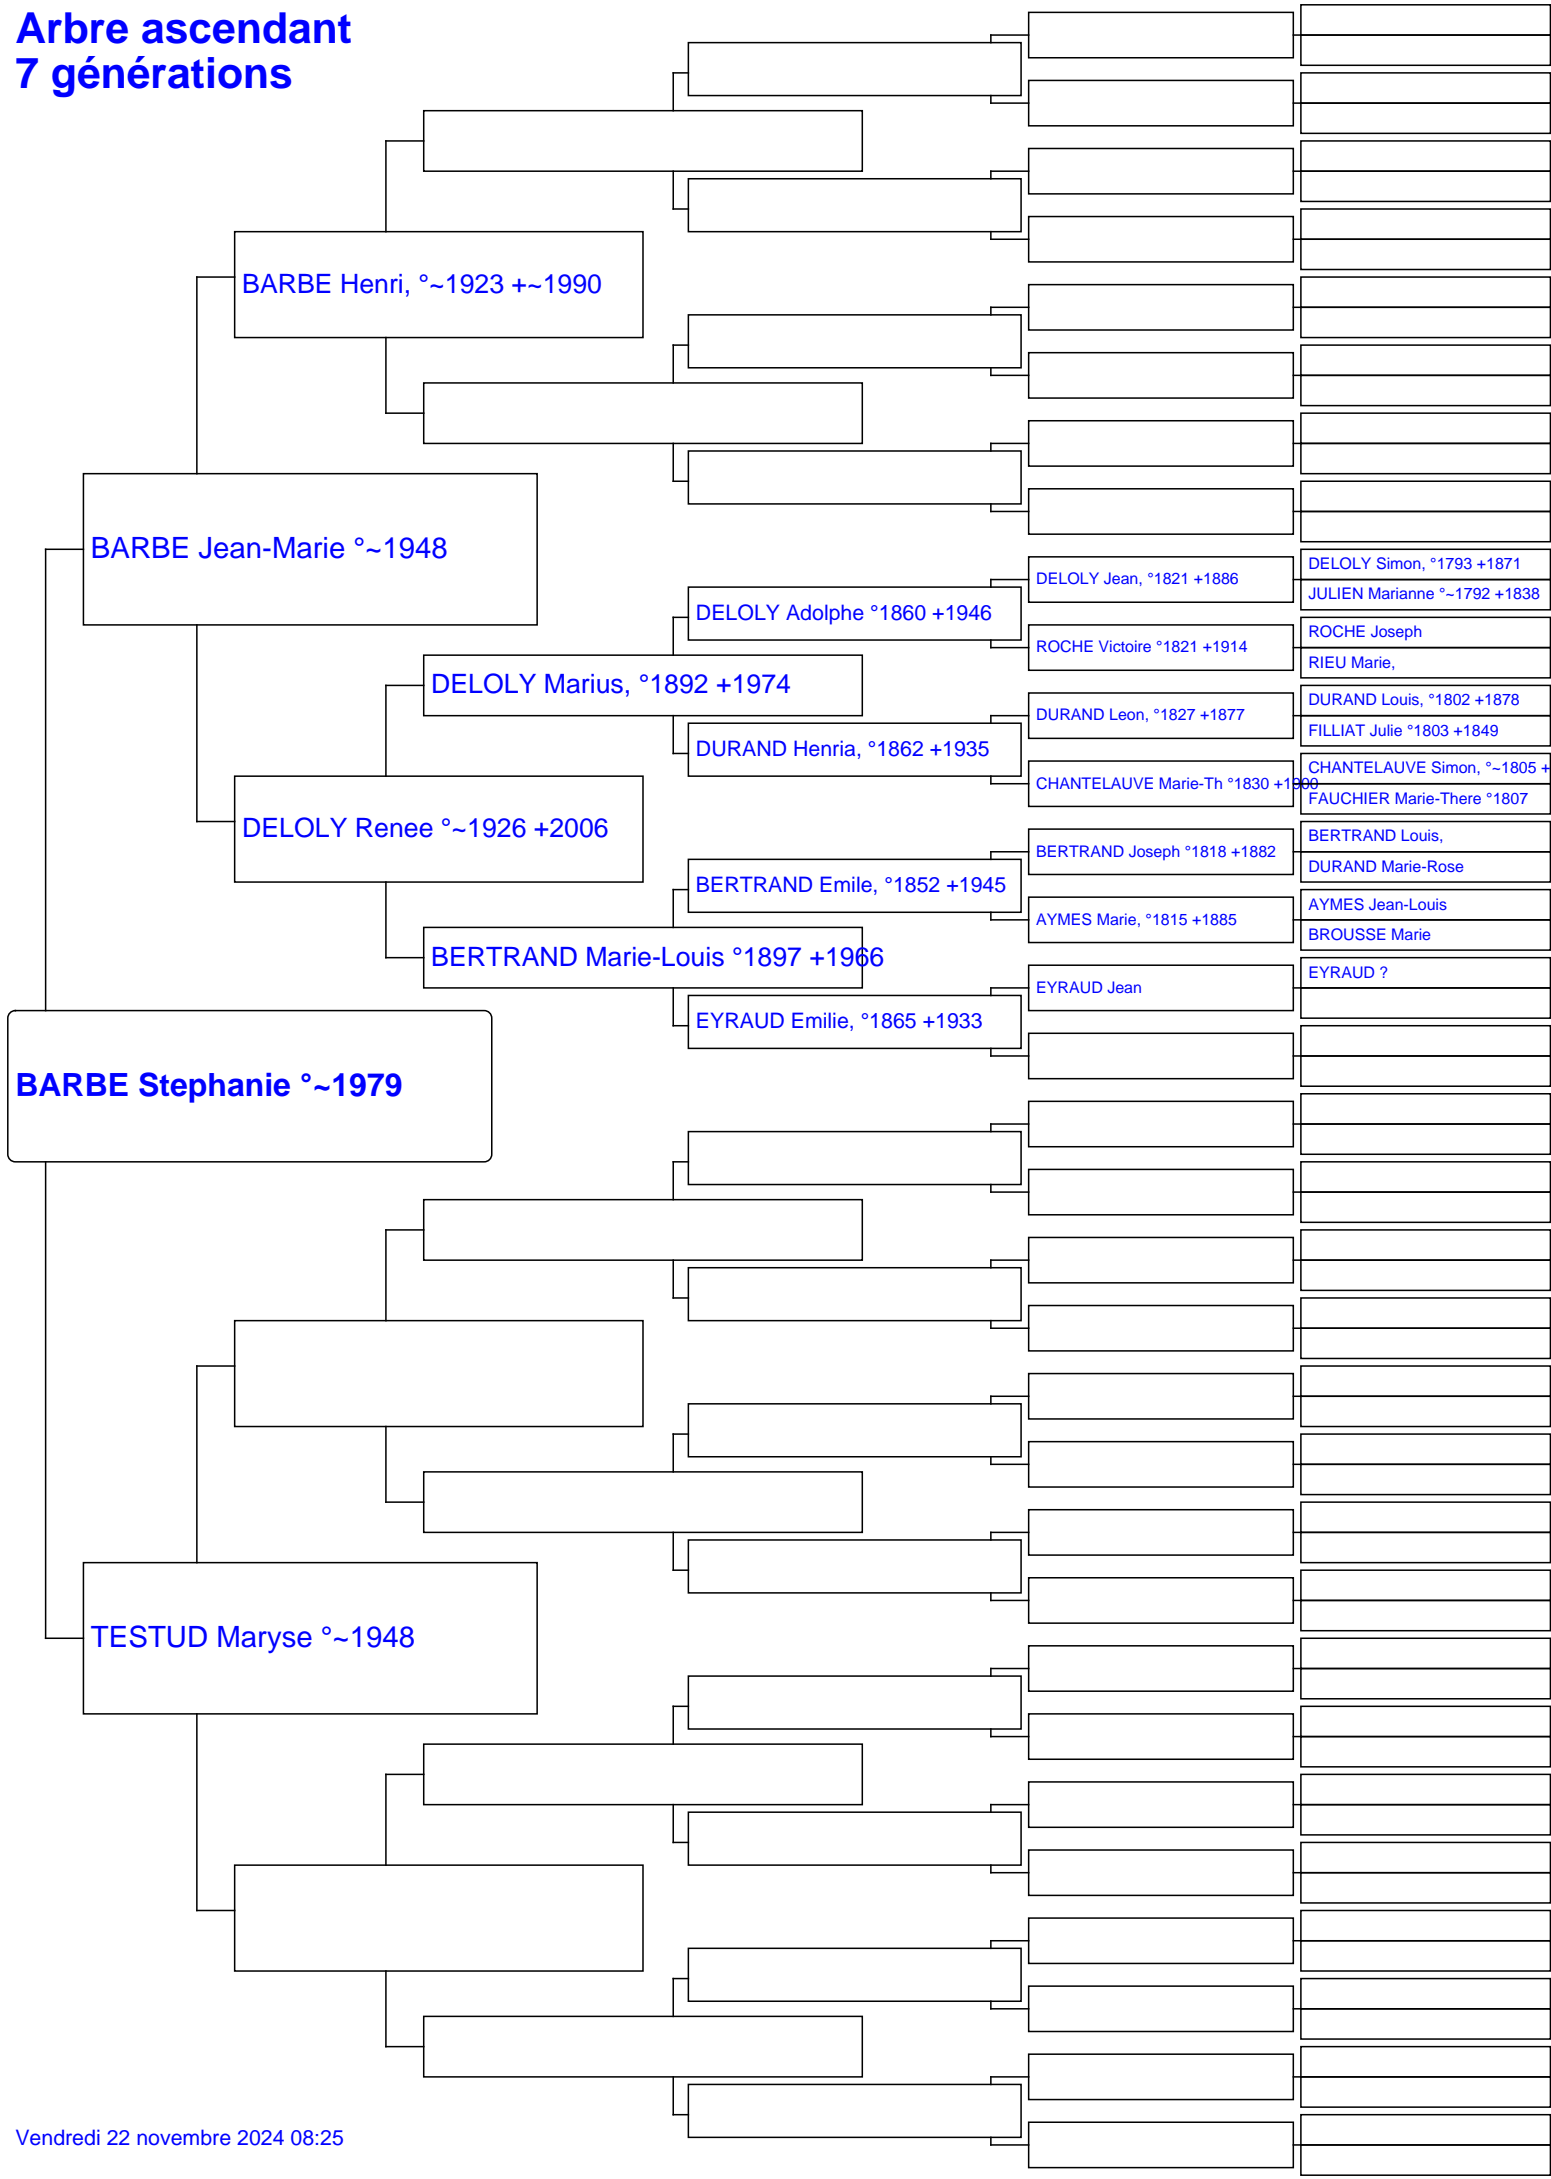 Arbre ascendant
7 générations
BARBE Henri, °~1923 +~1990
BARBE Jean-Marie °~1948
DELOLY Simon, °1793 +1871
DELOLY Jean, °1821 +1886
JULIEN Marianne °~1792 +1838
DELOLY Adolphe °1860 +1946
ROCHE Joseph
ROCHE Victoire °1821 +1914
RIEU Marie,
DELOLY Marius, °1892 +1974
DURAND Louis, °1802 +1878
DURAND Leon, °1827 +1877
FILLIAT Julie °1803 +1849
DURAND Henria, °1862 +1935
CHANTELAUVE Simon, °~1805 +
CHANTELAUVE Marie-Th °1830 +1900
FAUCHIER Marie-There °1807
DELOLY Renee °~1926 +2006
BERTRAND Louis,
BERTRAND Joseph °1818 +1882
DURAND Marie-Rose
BERTRAND Emile, °1852 +1945
AYMES Jean-Louis
AYMES Marie, °1815 +1885
BROUSSE Marie
BERTRAND Marie-Louis °1897 +1966
EYRAUD ?
EYRAUD Jean
EYRAUD Emilie, °1865 +1933
BARBE Stephanie °~1979
TESTUD Maryse °~1948
Vendredi 22 novembre 2024 08:25